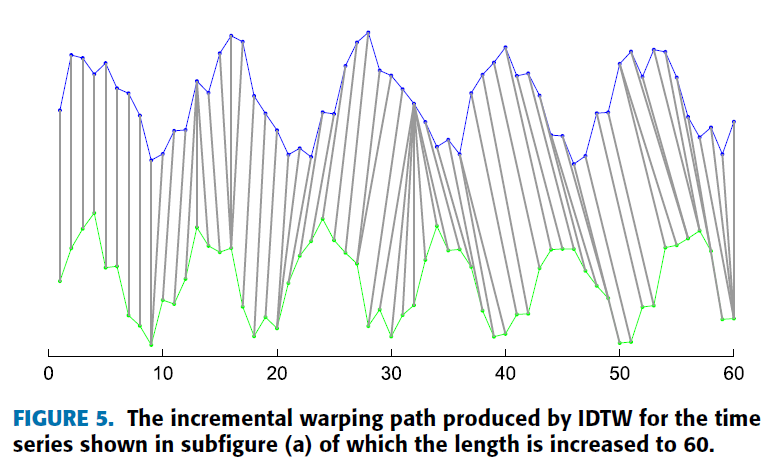 0 10 20 30 40 50 60
FIGURE 5. The incremental warping path produced by IDTW for the time
series shown in subfigure (a) of which the length is increased to 60.